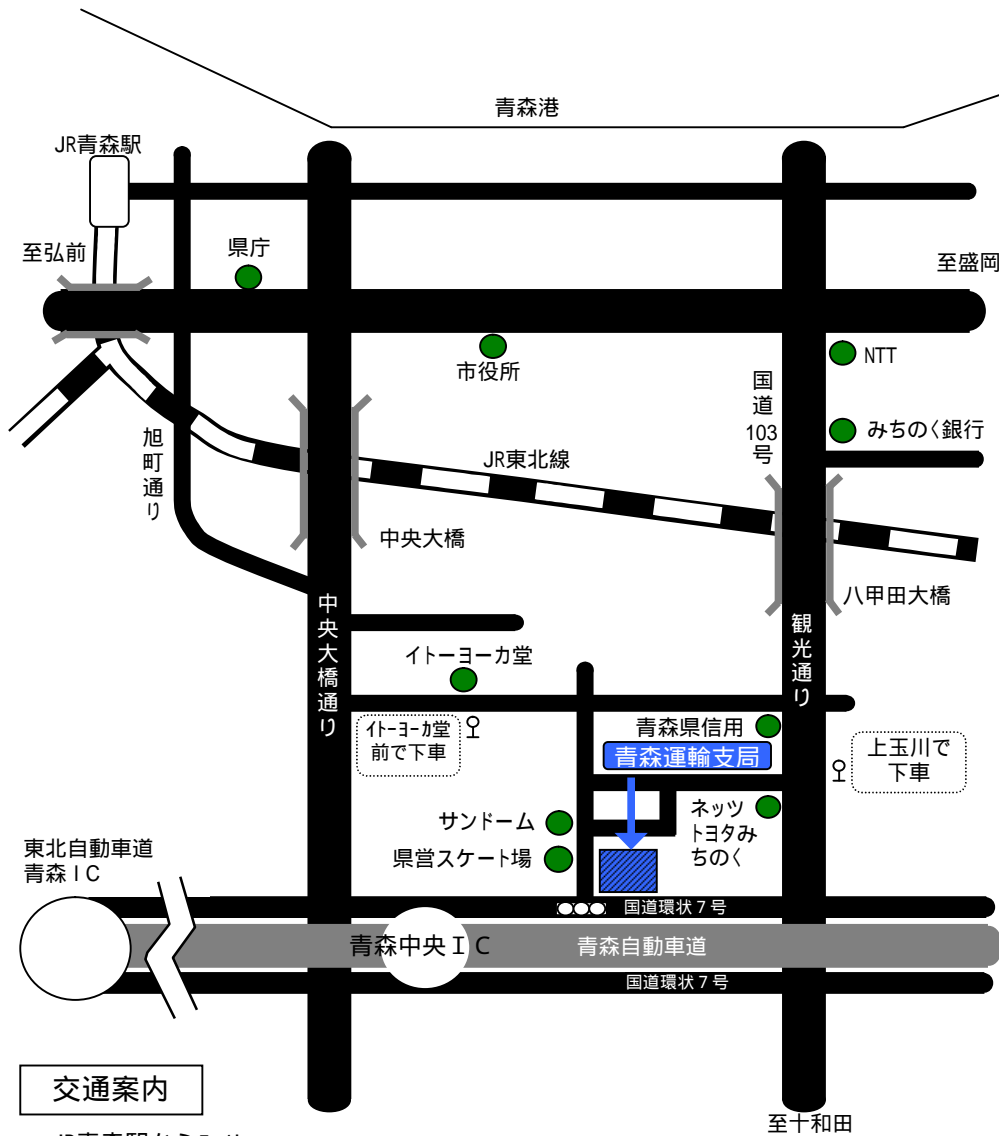 青森港
JR青森駅
至弘前
県庁
至盛岡
市役所
NTT
国道103号
みちのく銀行
旭町通り
JR東北線
中央大橋
八甲田大橋
中央大橋通り
観光通り
イトーヨーカ堂
イトーヨーカ堂
前で下車
青森県信用
青森運輸支局
上玉川で
下車
サンドーム
県営スケート場
ネッツ
トヨタみ
ちのく
東北自動車道
青森IC
国道環状7号
青森中央IC
青森自動車道
国道環状7号
交通案内
至十和田